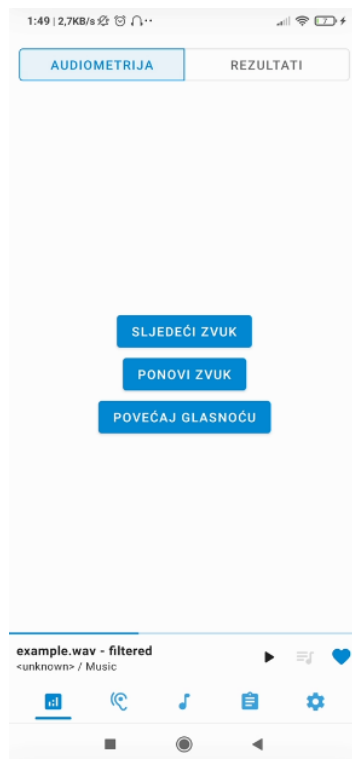 1:49 | 2,7KB/s
AUDIOMETRIJA
REZULTATI
SLJEDEĆI ZVUK
PONOVI ZVUK
POVEĆAJ GLASNOĆU
example.wav - filtered
<unknown> / Music